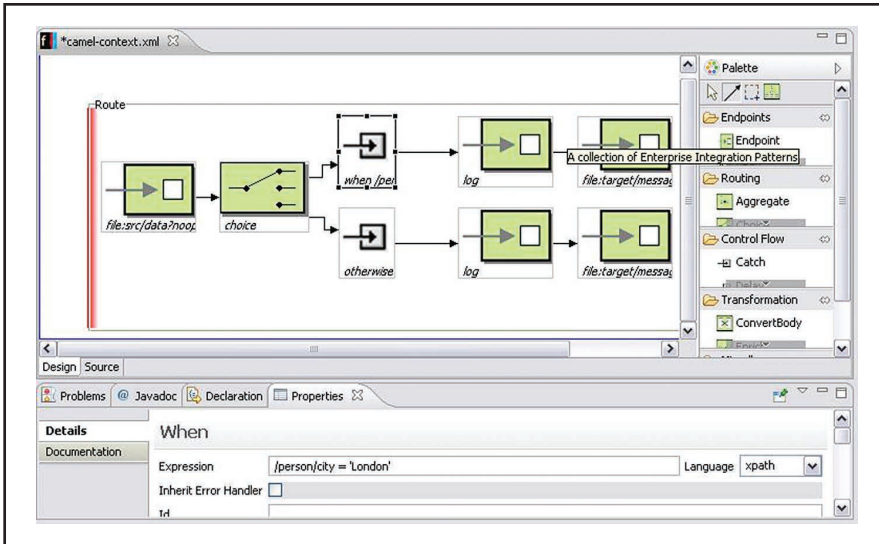 *camel-context.xml
Palette
Route
Endpoints
Endpoint
A collection of Enterprise Integration Patterns
when /per
log
file:target/messag
Routing
Aggregate
file:src/data?noop
choice
Control Flow
Catch
otherwise
log
file:target/messag
Transformation
ConvertBody
Design Source
Problems @ Javadoc Declaration Properties
Details
Documentation
When
Expression /person/city = 'London' Language xpath
Inherit Error Handler
Id